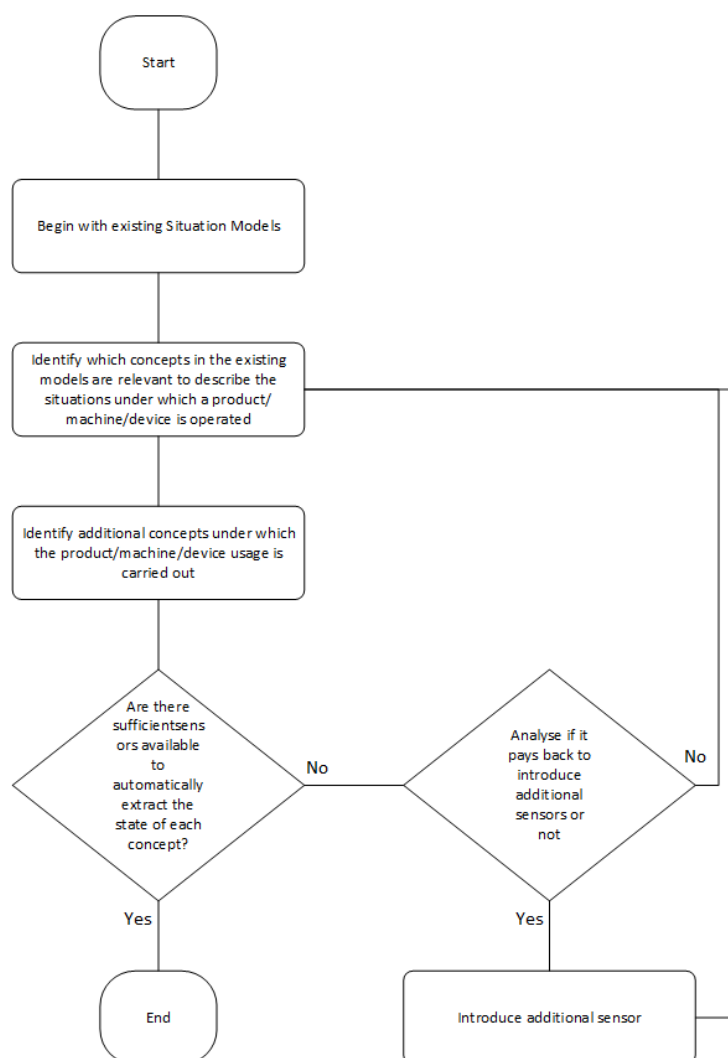 Start
Begin with existing Situation Models
Identify which concepts in the existing
models are relevant to describe the
situations under which a product/
machine/device is operated
Identify additional concepts under which
the product/machine/device usage is
carried out
Are there
sufficientsens
ors available
to
automatically
extract the
state of each
concept?
No
Analyse if it
pays back to
introduce
additional
sensors or
not
No
Yes
Yes
End
Introduce additional sensor